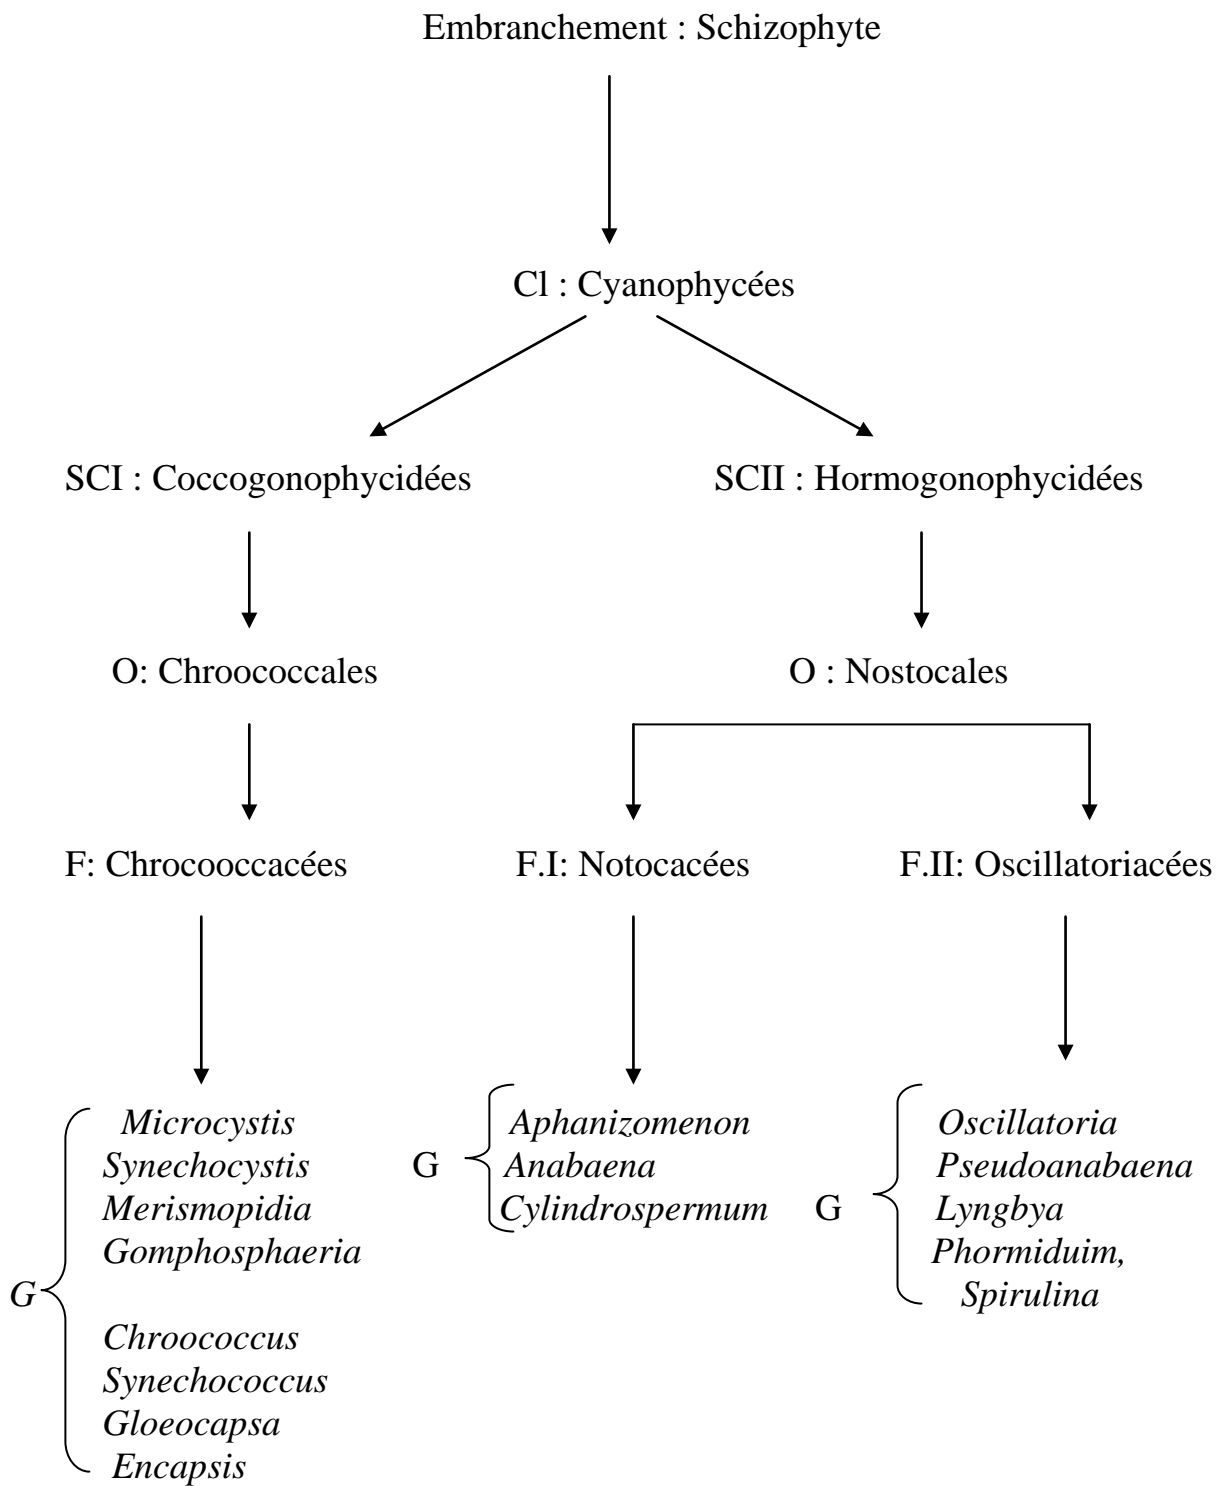 Embranchement : Schizophyte
Cl : Cyanophycées
SCI : Coccogonophycidées
SCII : Hormogonophycidées
O: Chroococcales
O : Nostocales
F: Chrocooccacées
F.I: Notocacées
F.II: Oscillatoriacées
G
Microcystis
Synechocystis
Merismopidia
Gomphosphaeria
Chroococcus
Synechococcus
Gloeocapsa
Encapsis
G
Aphanizomenon
Anabaena
Cylindrospermum
G
Oscillatoria
Pseudoanabaena
Lyngbya
Phormiduim,
Spirulina